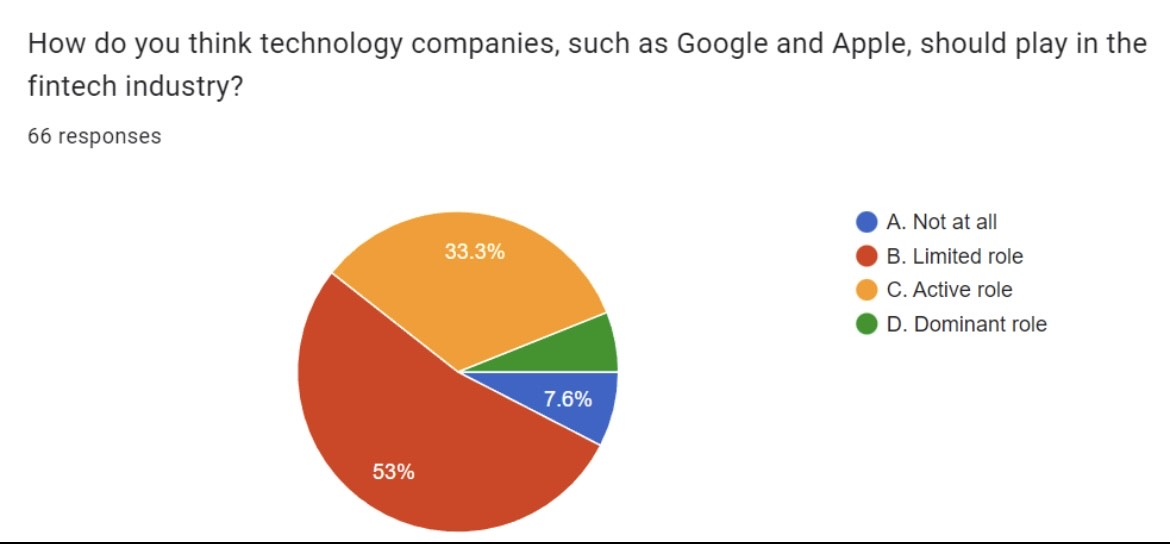 How do you think technology companies, such as Google and Apple, should play in the
fintech industry?
66 responses
33.3%
7.6%
53%
A. Not at all
B. Limited role
C. Active role
D. Dominant role